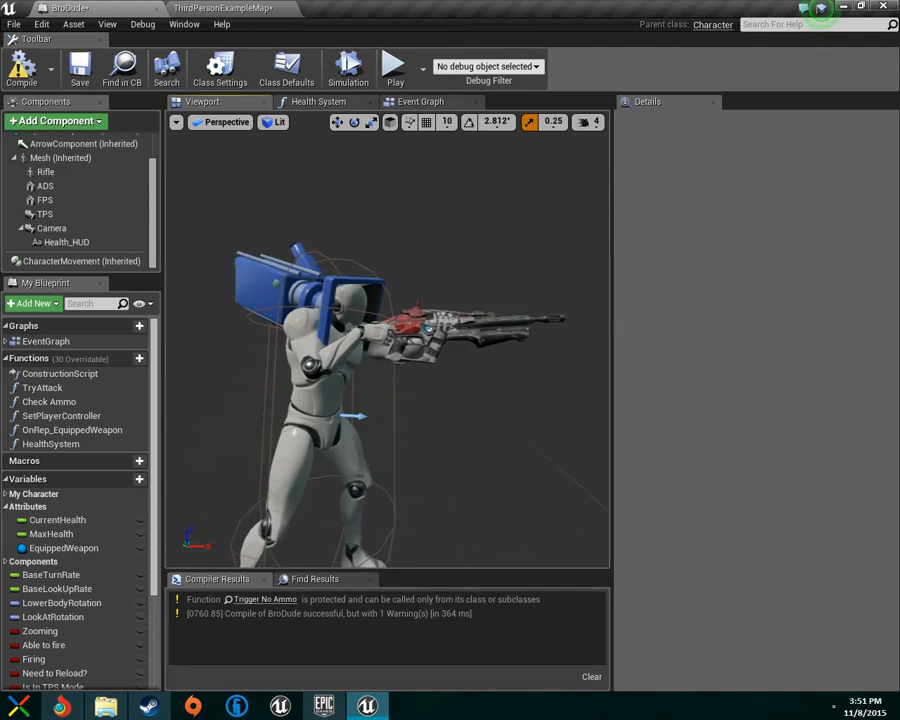 BroDude*
ThirdPersonExampleMap*
File Edit Asset View Debug Window Help
Parent class: Character
Search For Help
Toolbar
Compile Save Find in CB Search Class Settings Class Defaults Simulation Play
No debug object selected
Debug Filter
Components
Viewport
Health System
Event Graph
Details
+Add Component
Perspective
Lit
10
2.812°
0.25
4
ArrowComponent (Inherited)
Mesh (Inherited)
Rifle
ADS
FPS
TPS
Camera
Health_HUD
CharacterMovement (Inherited)
My Blueprint
+Add New
Search
Graphs
EventGraph
Functions (30 Overridable)
ConstructionScript
TryAttack
Check Ammo
SetPlayerController
OnRep_EquippedWeapon
HealthSystem
Macros
Variables
My Character
Attributes
CurrentHealth
MaxHealth
EquippedWeapon
Components
BaseTurnRate
BaseLookUpRate
LowerBodyRotation
LookAtRotation
Zooming
Able to fire
Firing
Need to Reload?
Is In TPS Mode
Compiler Results
Find Results
Function Trigger No Ammo is protected and can be called only from its class or subclasses
[0760.85] Compile of BroDude successful, but with 1 Warning(s) [in 364 ms]
Clear
EPIC
GAMES
3:51 PM
11/8/2015